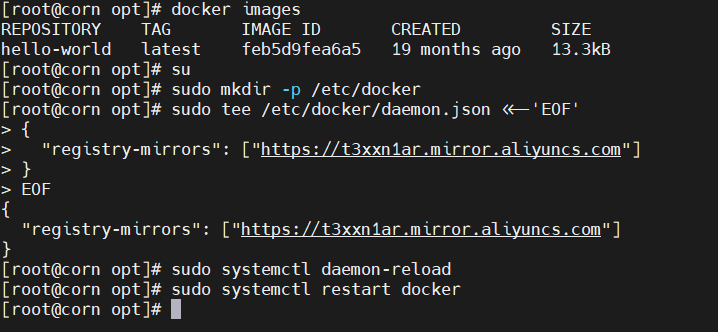 [root@corn opt]# docker images
REPOSITORY    TAG       IMAGE ID       CREATED         SIZE
hello-world   latest    feb5d9fea6a5   19 months ago   13.3kB
[root@corn opt]# su
[root@corn opt]# sudo mkdir -p /etc/docker
[root@corn opt]# sudo tee /etc/docker/daemon.json <<-'EOF'
> {
>   "registry-mirrors": ["https://t3xxn1ar.mirror.aliyuncs.com"]
> }
> EOF
{
  "registry-mirrors": ["https://t3xxn1ar.mirror.aliyuncs.com"]
}
[root@corn opt]# sudo systemctl daemon-reload
[root@corn opt]# sudo systemctl restart docker
[root@corn opt]#